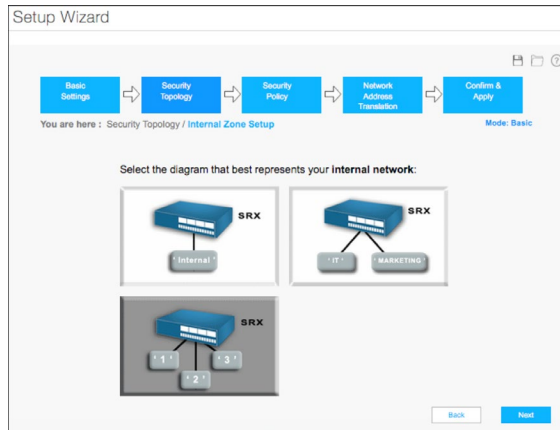 Setup Wizard
Basic Settings
Security Topology
Security Policy
Network Address Translation
Confirm & Apply
You are here : Security Topology / Internal Zone Setup
Mode: Basic
Select the diagram that best represents your internal network:
SRX
' Internal '
SRX
' IT '
' MARKETING '
SRX
' 1 '
' 2 '
' 3 '
Back
Next